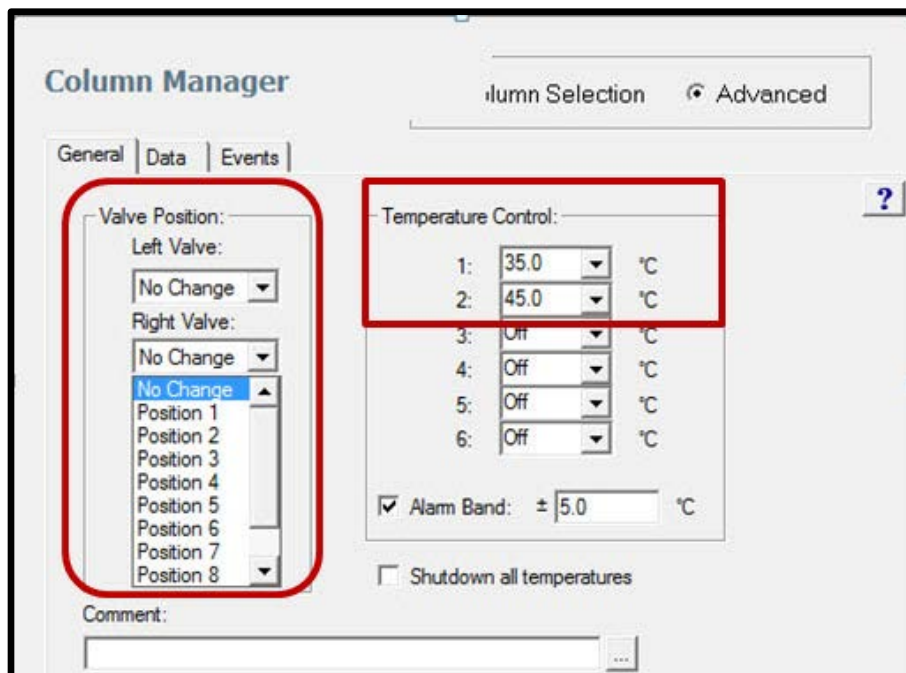 Column Manager
lumn Selection Advanced
General Data Events
?
Valve Position:
Left Valve:
No Change
Right Valve:
No Change
No Change
Position 1
Position 2
Position 3
Position 4
Position 5
Position 6
Position 7
Position 8
Temperature Control:
1: 35.0 °C
2: 45.0 °C
3: Off °C
4: Off °C
5: Off °C
6: Off °C
Alarm Band: ± 5.0 °C
Shutdown all temperatures
Comment:
...